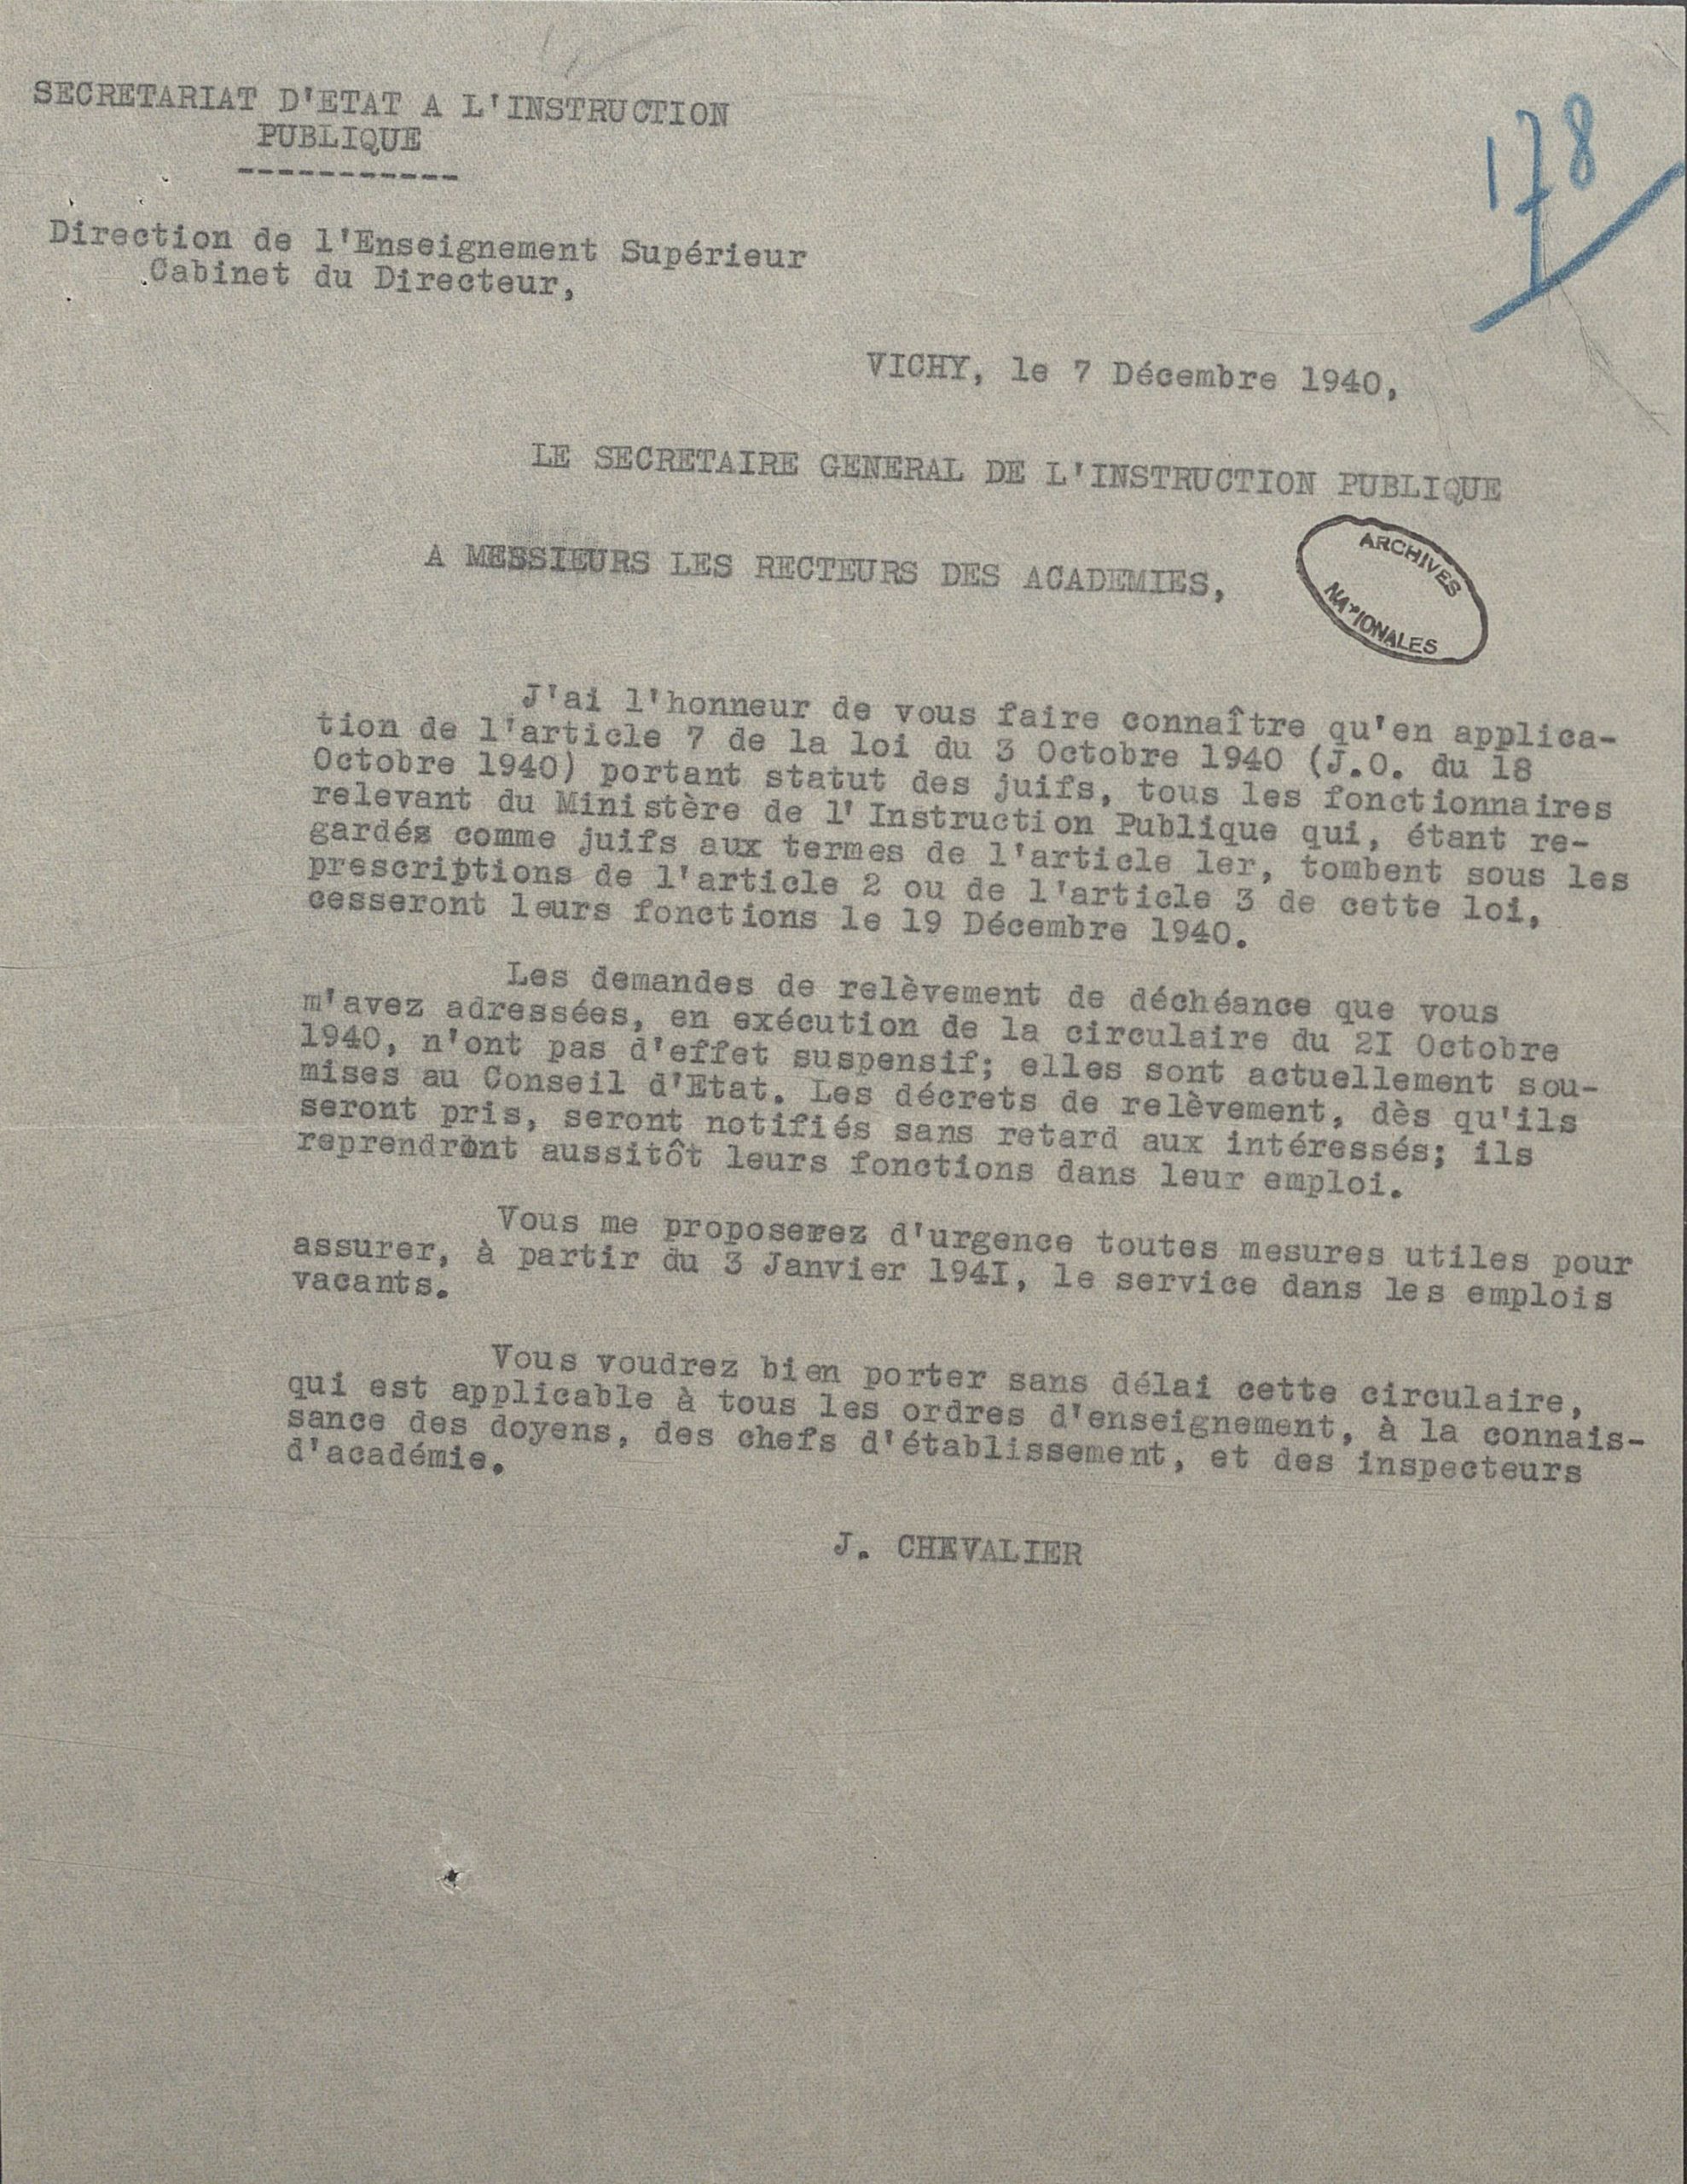 SECRETARIAT D'ETAT A L'INSTRUCTION
PUBLIQUE
-----------
178
Direction de l'Enseignement Supérieur
Cabinet du Directeur,
VICHY, le 7 Décembre 1940,
LE SECRETAIRE GENERAL DE L'INSTRUCTION PUBLIQUE
A MESSIEURS LES RECTEURS DES ACADEMIES,
ARCHIVES
NATIONALES
J'ai l'honneur de vous faire connaître qu'en applica-
tion de l'article 7 de la loi du 3 Octobre 1940 (J.O. du 18
Octobre 1940) portant statut des juifs, tous les fonctionnaires
relevant du Ministère de l'Instruction Publique qui, étant re-
gardés comme juifs aux termes de l'article 1er, tombent sous les
prescriptions de l'article 2 ou de l'article 3 de cette loi,
cesseront leurs fonctions le 19 Décembre 1940.
Les demandes de relèvement de déchéance que vous
m'avez adressées, en exécution de la circulaire du 2I Octobre
1940, n'ont pas d'effet suspensif; elles sont actuellement sou-
mises au Conseil d'Etat. Les décrets de relèvement, dès qu'ils
seront pris, seront notifiés sans retard aux intéressés; ils
reprendront aussitôt leurs fonctions dans leur emploi.
Vous me proposerez d'urgence toutes mesures utiles pour
assurer, à partir du 3 Janvier 194I, le service dans les emplois
vacants.
Vous voudrez bien porter sans délai cette circulaire,
qui est applicable à tous les ordres d'enseignement, à la connais-
sance des doyens, des chefs d'établissement, et des inspecteurs
d'académie.
J. CHEVALIER